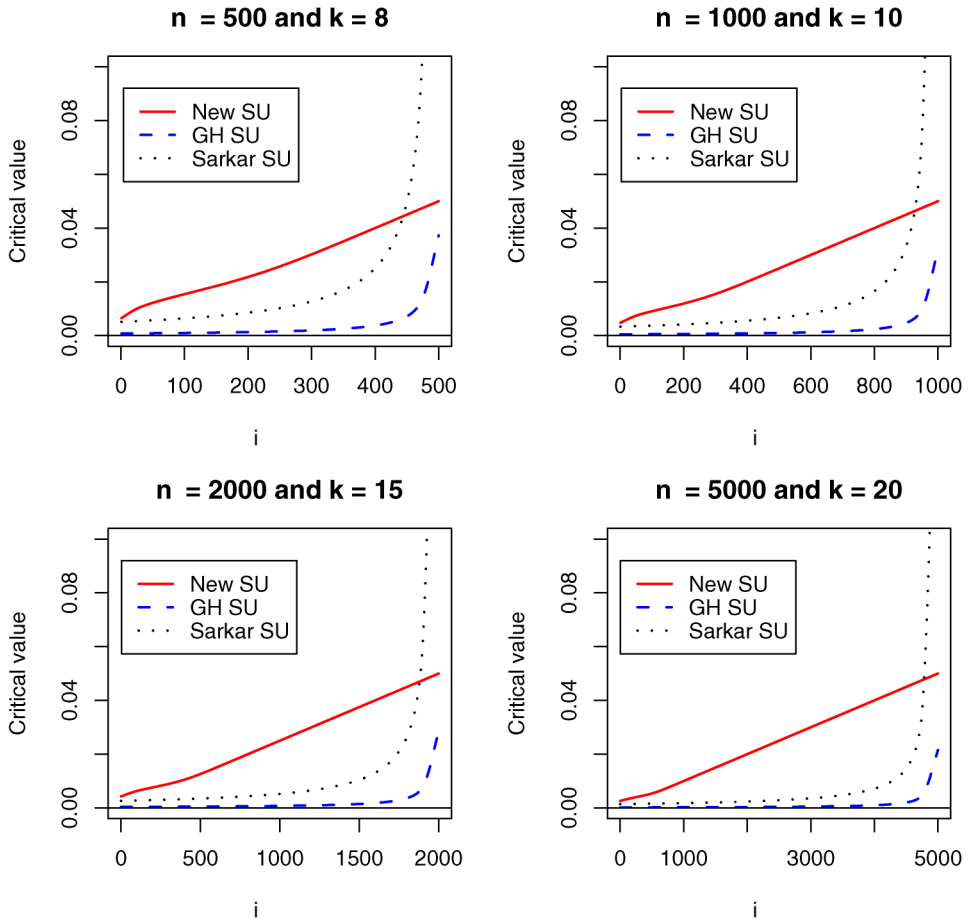 n = 500 and k = 8
Critical value
0.00 0.04 0.08
New SU
GH SU
Sarkar SU
0 100 200 300 400 500
i
n = 1000 and k = 10
Critical value
0.00 0.04 0.08
New SU
GH SU
Sarkar SU
0 200 400 600 800 1000
i
n = 2000 and k = 15
Critical value
0.00 0.04 0.08
New SU
GH SU
Sarkar SU
0 500 1000 1500 2000
i
n = 5000 and k = 20
Critical value
0.00 0.04 0.08
New SU
GH SU
Sarkar SU
0 1000 3000 5000
i